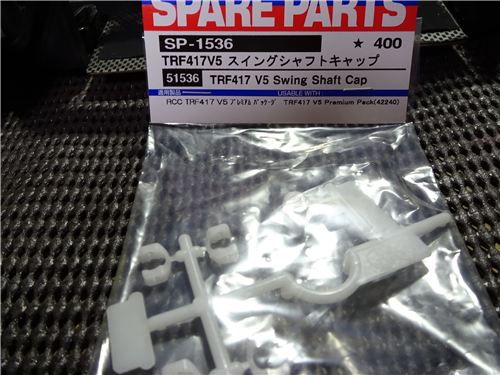 SPARE PARTS
SP-1536 ★ 400
TRF417V5 スイングシャフトキャップ
51536 TRF417 V5 Swing Shaft Cap
適用製品 USABLE WITH:
RCC TRF417 V5 プレミアム パッケージ TRF417 V5 Premium Pack(42240)